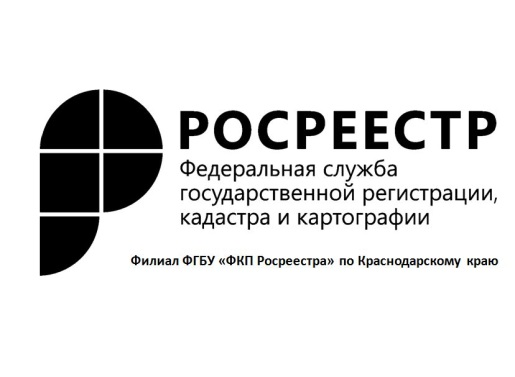 РОСРЕЕСТР
Федеральная служба
государственной регистрации,
кадастра и картографии
Филиал ФГБУ «ФКП Росреестра» по Краснодарскому краю